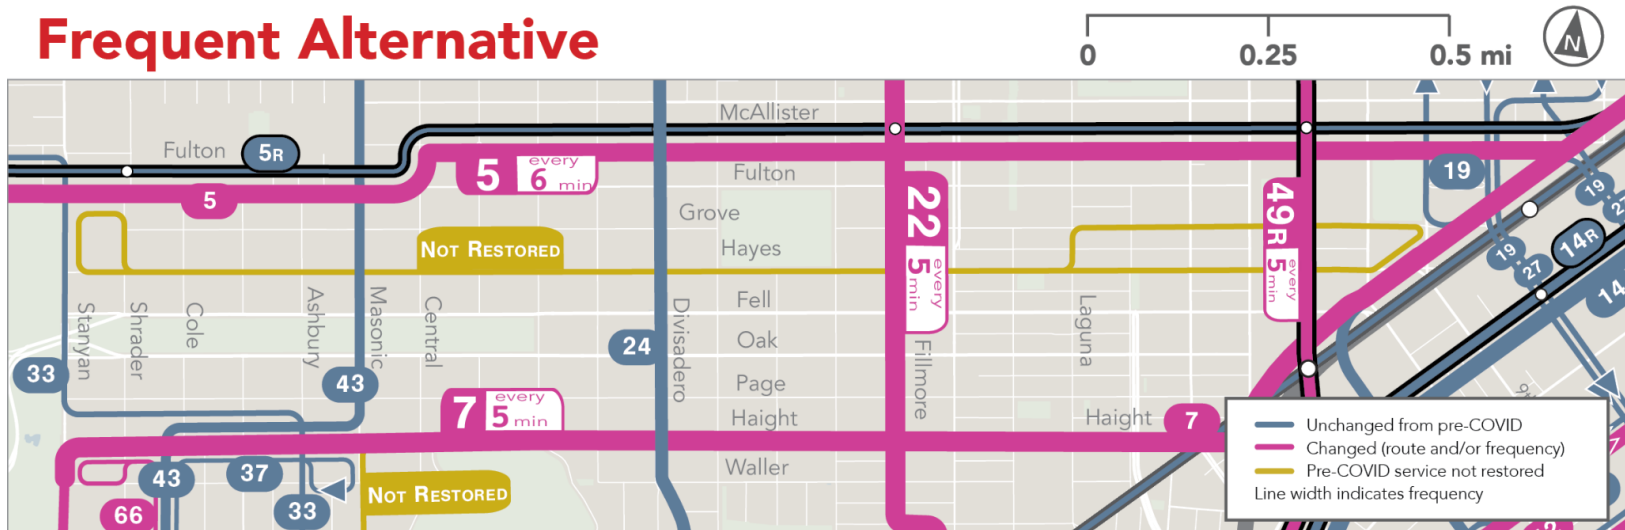 Frequent Alternative
0
0.25
0.5 mi
N
McAllister
Fulton
5R
5
every
6 min
Fulton
5
19
19
27
Grove
22
every
5 min
49R
every
5 min
NOT RESTORED
Hayes
14R
19
27
14
Fell
Stanyan
Shrader
Cole
Ashbury
Masonic
Central
Divisadero
Fillmore
Laguna
Oak
24
33
43
Page
7
every
5 min
Haight
Haight
7
Waller
43
37
33
66
NOT RESTORED
Unchanged from pre-COVID
Changed (route and/or frequency)
Pre-COVID service not restored
Line width indicates frequency